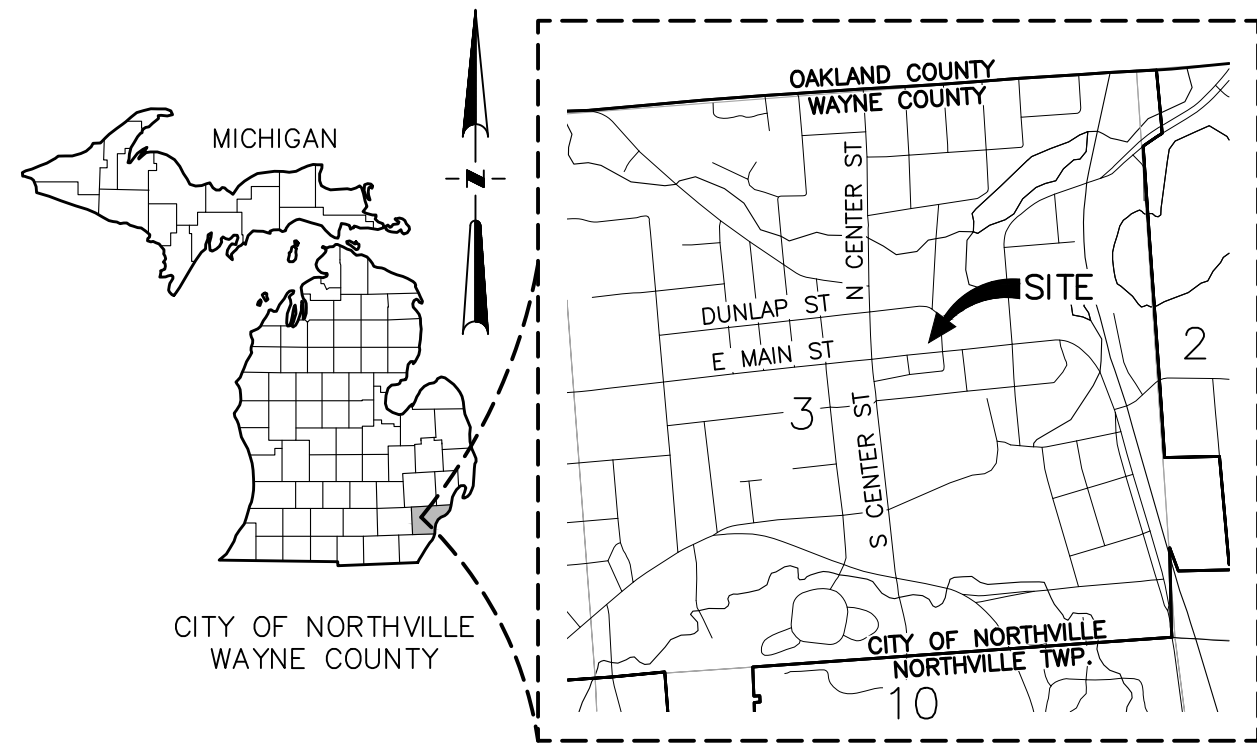 MICHIGAN
N
CITY OF NORTHVILLE
WAYNE COUNTY
OAKLAND COUNTY
WAYNE COUNTY
N CENTER ST
SITE
DUNLAP ST
E MAIN ST
2
3
S CENTER ST
CITY OF NORTHVILLE
NORTHVILLE TWP.
10